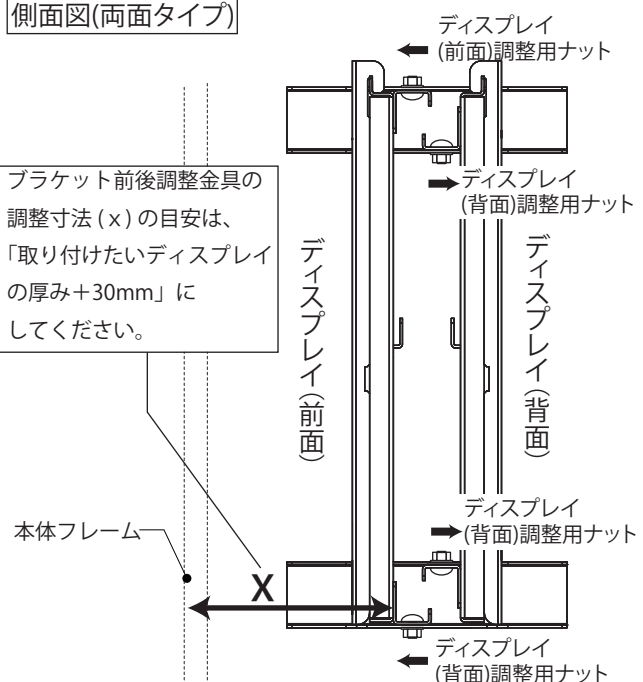 側面図(両面タイプ)
ディスプレイ
(前面)調整用ナット
ブラケット前後調整金具の
調整寸法(x)の目安は、
「取り付けたいディスプレイ
の厚み+30mm」に
してください。
ディスプレイ
(背面)調整用ナット
ディスプレイ(前面)
ディスプレイ(背面)
ディスプレイ
(背面)調整用ナット
本体フレーム
X
ディスプレイ
(背面)調整用ナット